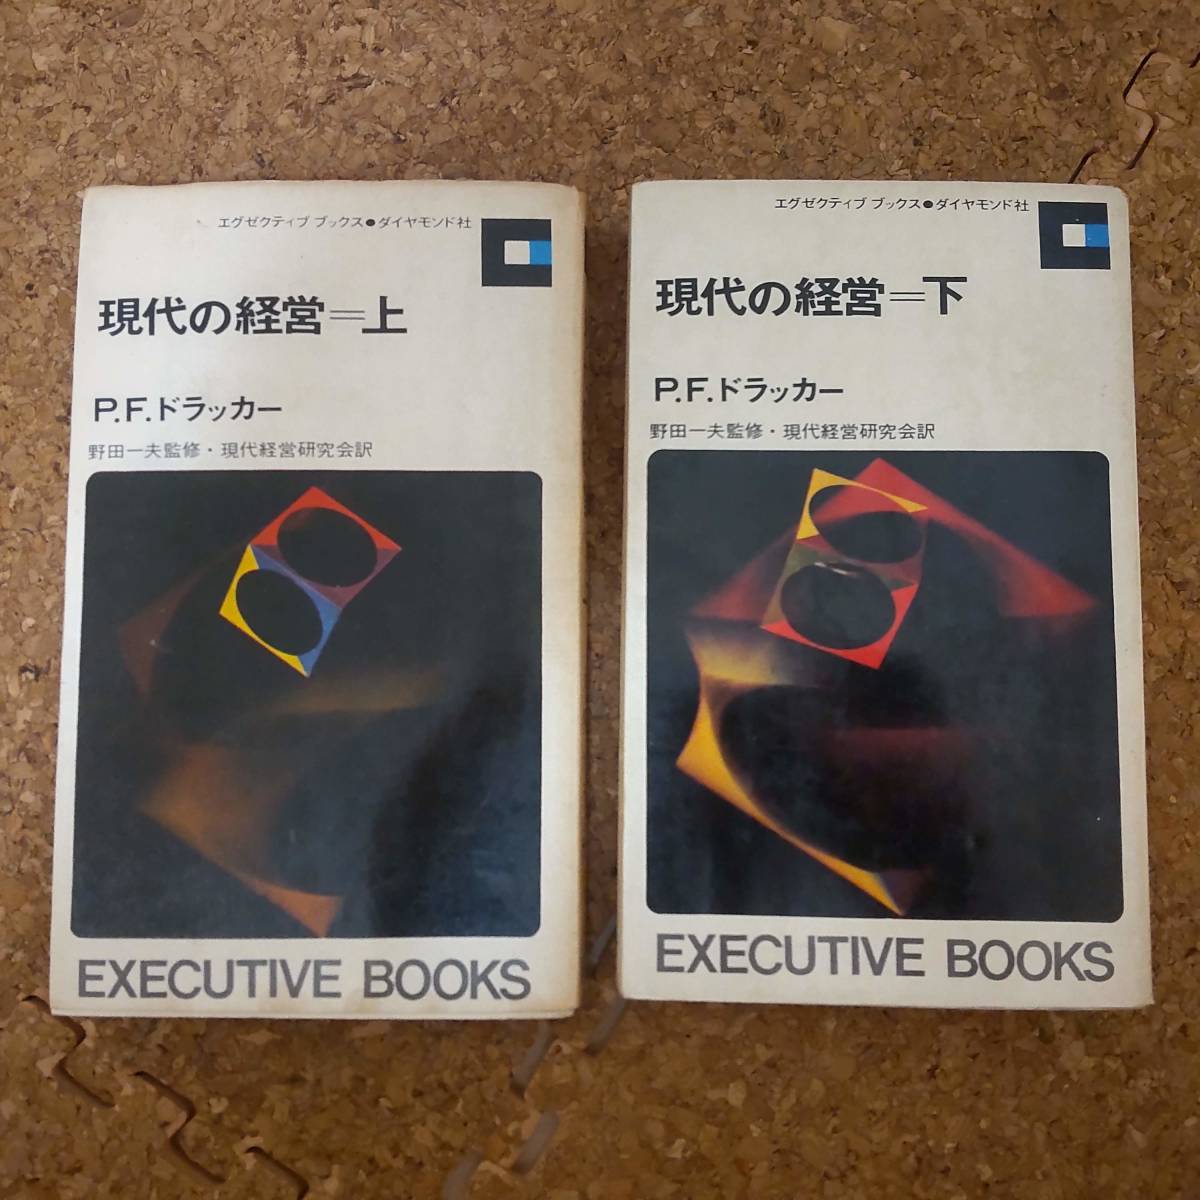 エグゼクティブ ブックス●ダイヤモンド社
現代の経営=上
P.F.ドラッカー
野田一夫監修・現代経営研究会訳
EXECUTIVE BOOKS
エグゼクティブ ブックス●ダイヤモンド社
現代の経営=下
P.F.ドラッカー
野田一夫監修・現代経営研究会訳
EXECUTIVE BOOKS